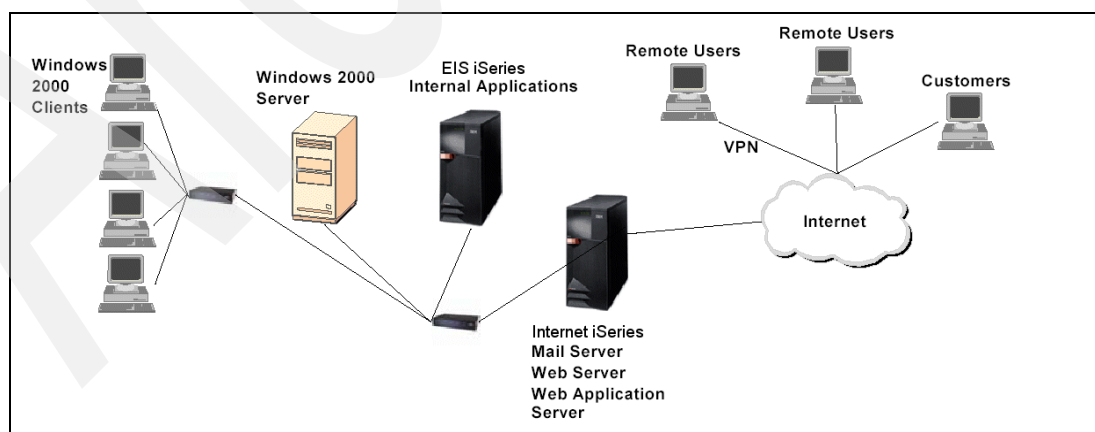 Windows
2000
Clients
Windows 2000
Server
EIS iSeries
Internal Applications
Remote Users
Remote Users
Customers
VPN
Internet
Internet iSeries
Mail Server
Web Server
Web Application
Server